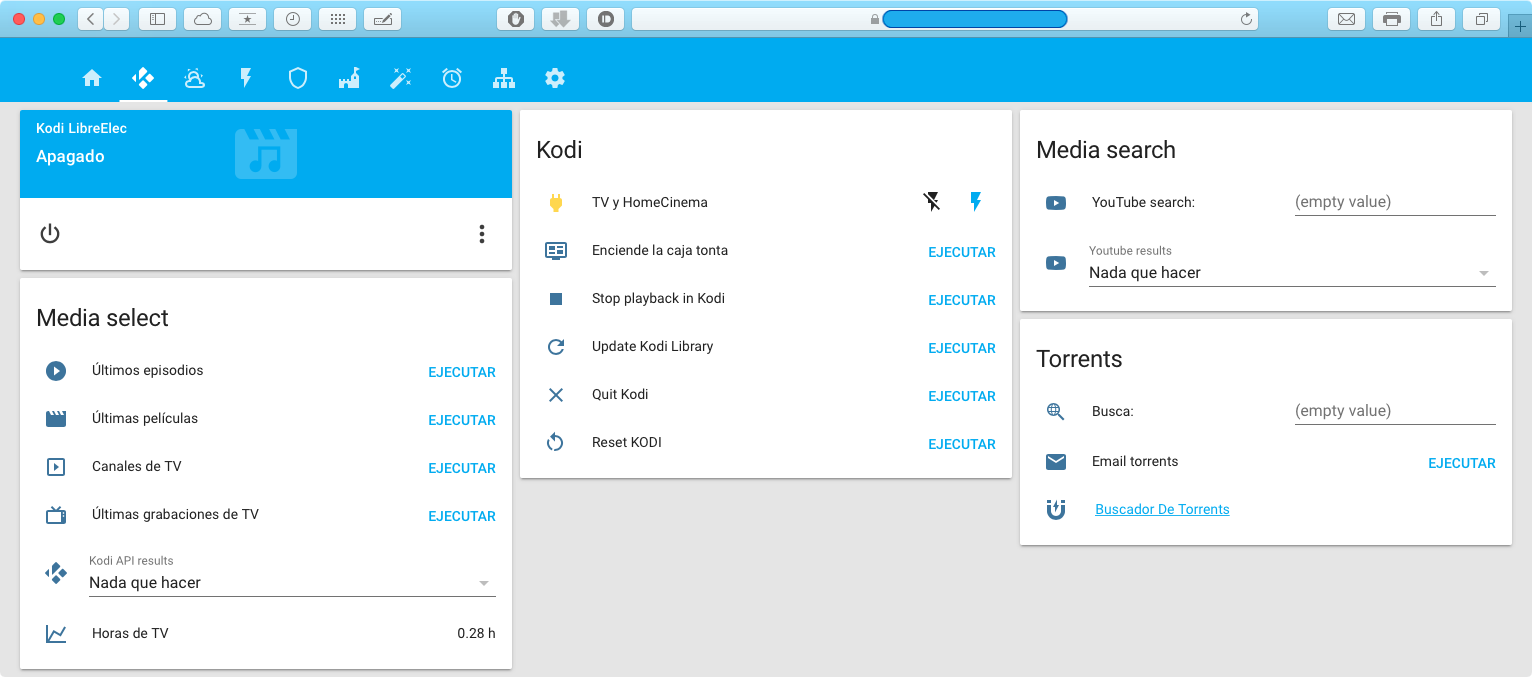 Kodi LibreElec
Apagado
Media select
Últimos episodios EJECUTAR
Últimas películas EJECUTAR
Canales de TV EJECUTAR
Últimas grabaciones de TV EJECUTAR
Kodi API results
Nada que hacer
Horas de TV 0.28 h
Kodi
TV y HomeCinema
Enciende la caja tonta EJECUTAR
Stop playback in Kodi EJECUTAR
Update Kodi Library EJECUTAR
Quit Kodi EJECUTAR
Reset KODI EJECUTAR
Media search
YouTube search: (empty value)
Youtube results
Nada que hacer
Torrents
Busca: (empty value)
Email torrents EJECUTAR
Buscador De Torrents